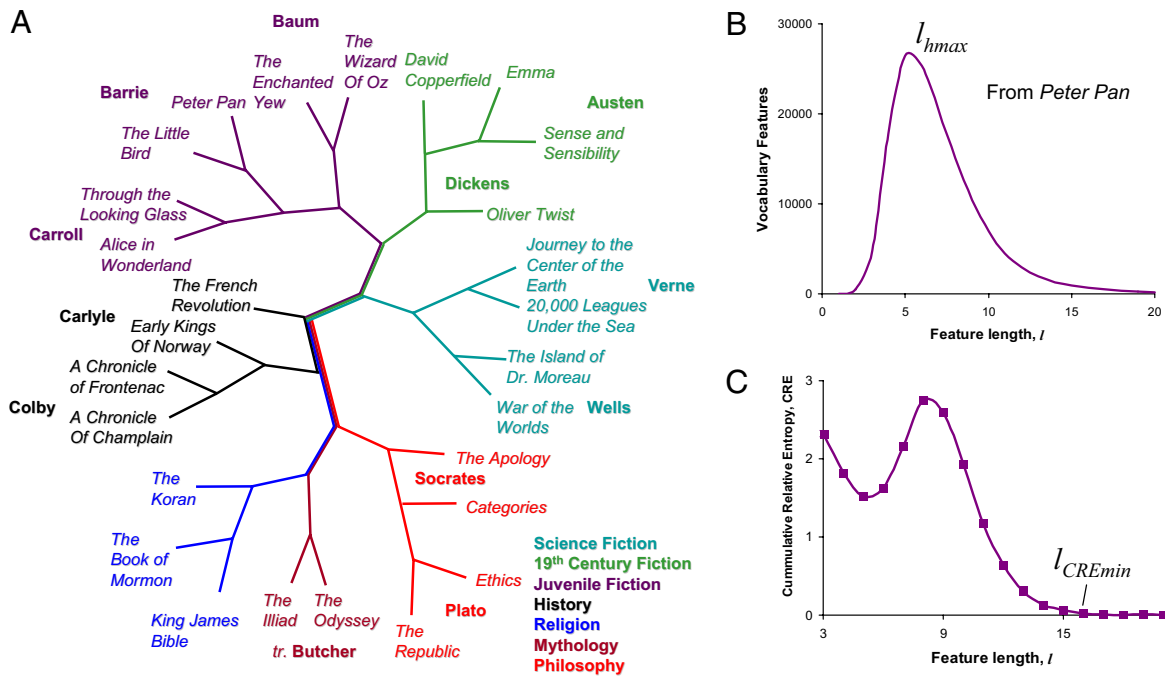 A
Baum
The
Wizard
Of Oz
The
Enchanted
Yew
David
Copperfield
Emma
Barrie
Peter Pan
Austen
The Little
Bird
Sense and
Sensibility
Through the
Looking Glass
Dickens
Oliver Twist
Carroll
Alice in
Wonderland
Journey to the
Center of the
Earth
Verne
20,000 Leagues
Under the Sea
The French
Revolution
Carlyle
Early Kings
Of Norway
A Chronicle
of Frontenac
The Island of
Dr. Moreau
Colby
A Chronicle
Of Champlain
War of the
Worlds
Wells
The Apology
Socrates
The
Koran
Categories
The
Book of
Mormon
Ethics
King James
Bible
The
Illiad
The
Odyssey
tr. Butcher
Plato
The
Republic
Science Fiction
19th Century Fiction
Juvenile Fiction
History
Religion
Mythology
Philosophy
B
30000
20000
10000
0
Vocabulary Features
lhmax
From Peter Pan
0 5 10 15 20
Feature length, l
C
3
2
1
0
Cummulative Relative Entropy, CRE
lCREmin
3 9 15
Feature length, l